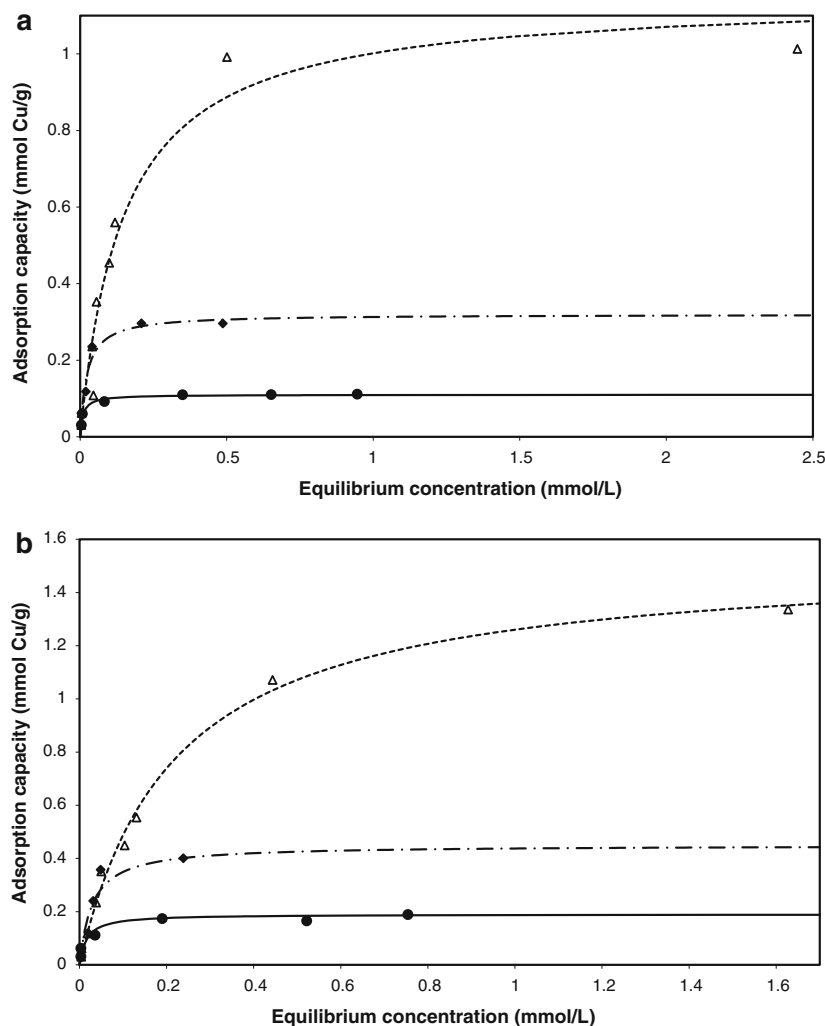 a
1
0.8
0.6
0.4
0.2
0
0 0.5 1 1.5 2 2.5
Adsorption capacity (mmol Cu/g)
Equilibrium concentration (mmol/L)
b
1.6
1.4
1.2
1
0.8
0.6
0.4
0.2
0
0 0.2 0.4 0.6 0.8 1 1.2 1.4 1.6
Adsorption capacity (mmol Cu/g)
Equilibrium concentration (mmol/L)